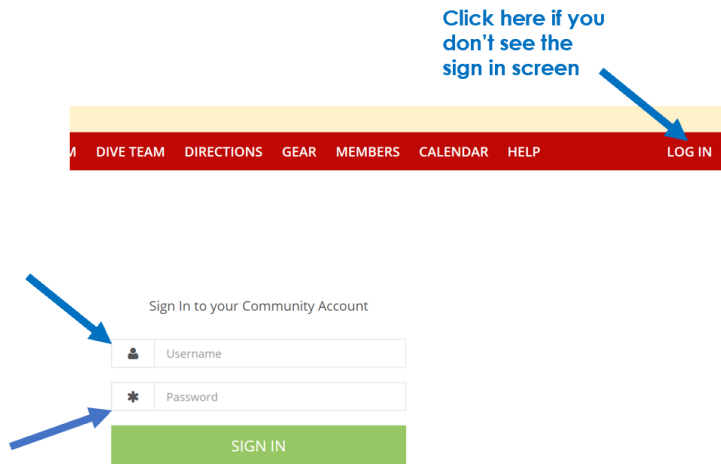 Click here if you
don't see the
sign in screen
M DIVE TEAM DIRECTIONS GEAR MEMBERS CALENDAR HELP LOG IN
Sign In to your Community Account
Username
Password
SIGN IN